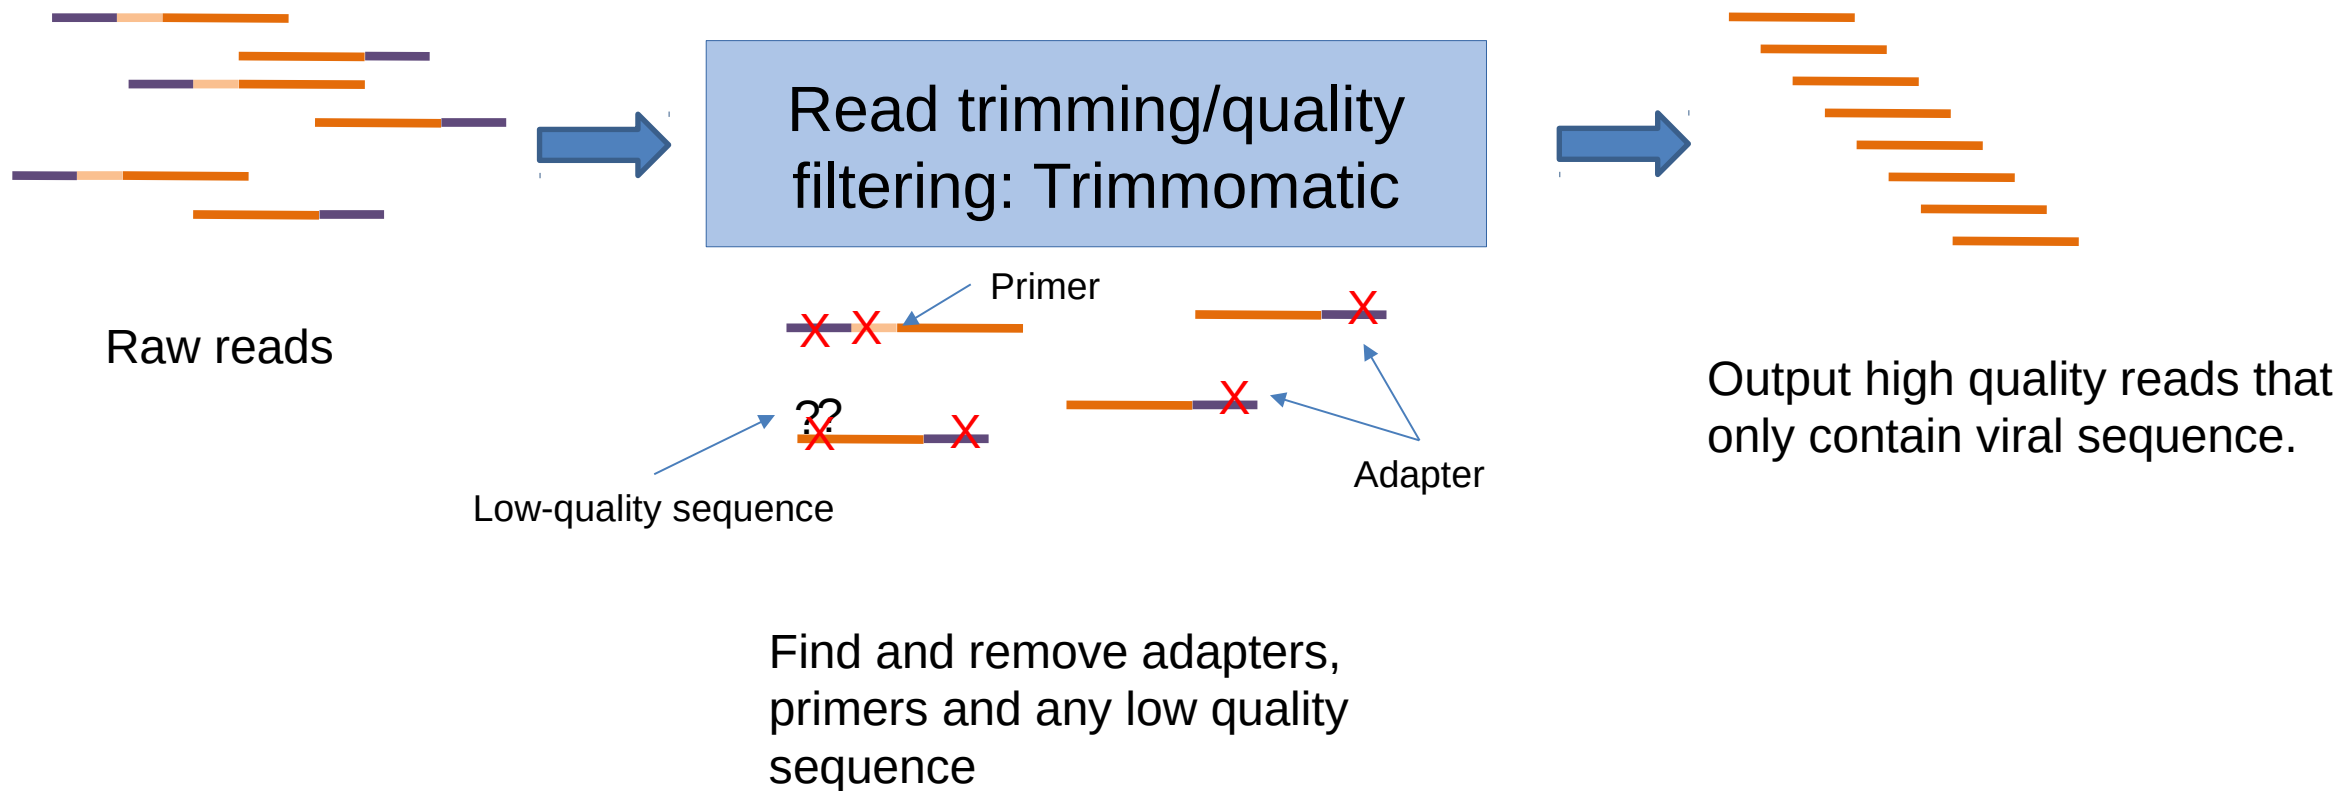 Read trimming/quality
filtering: Trimmomatic
Primer
X
X
X
Raw reads
??
X
X
X
Output high quality reads that
only contain viral sequence.
Adapter
Low-quality sequence
Find and remove adapters,
primers and any low quality
sequence